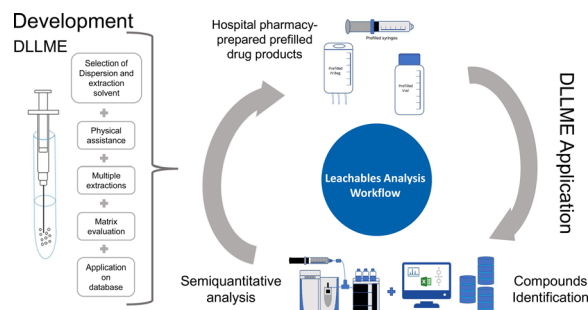 Development
DLLME
Selection of
Dispersion and
extraction
solvent
+
Physical
assistance
+
Multiple
extractions
+
Matrix
evaluation
+
Application
on
database
Hospital pharmacy-
prepared prefilled
drug products
Prefilled syringes
Prefilled
IV-Bag
Prefilled
Vial
DLLME Application
Leachables Analysis
Workflow
Semiquantitative
analysis
+
Compounds
Identification